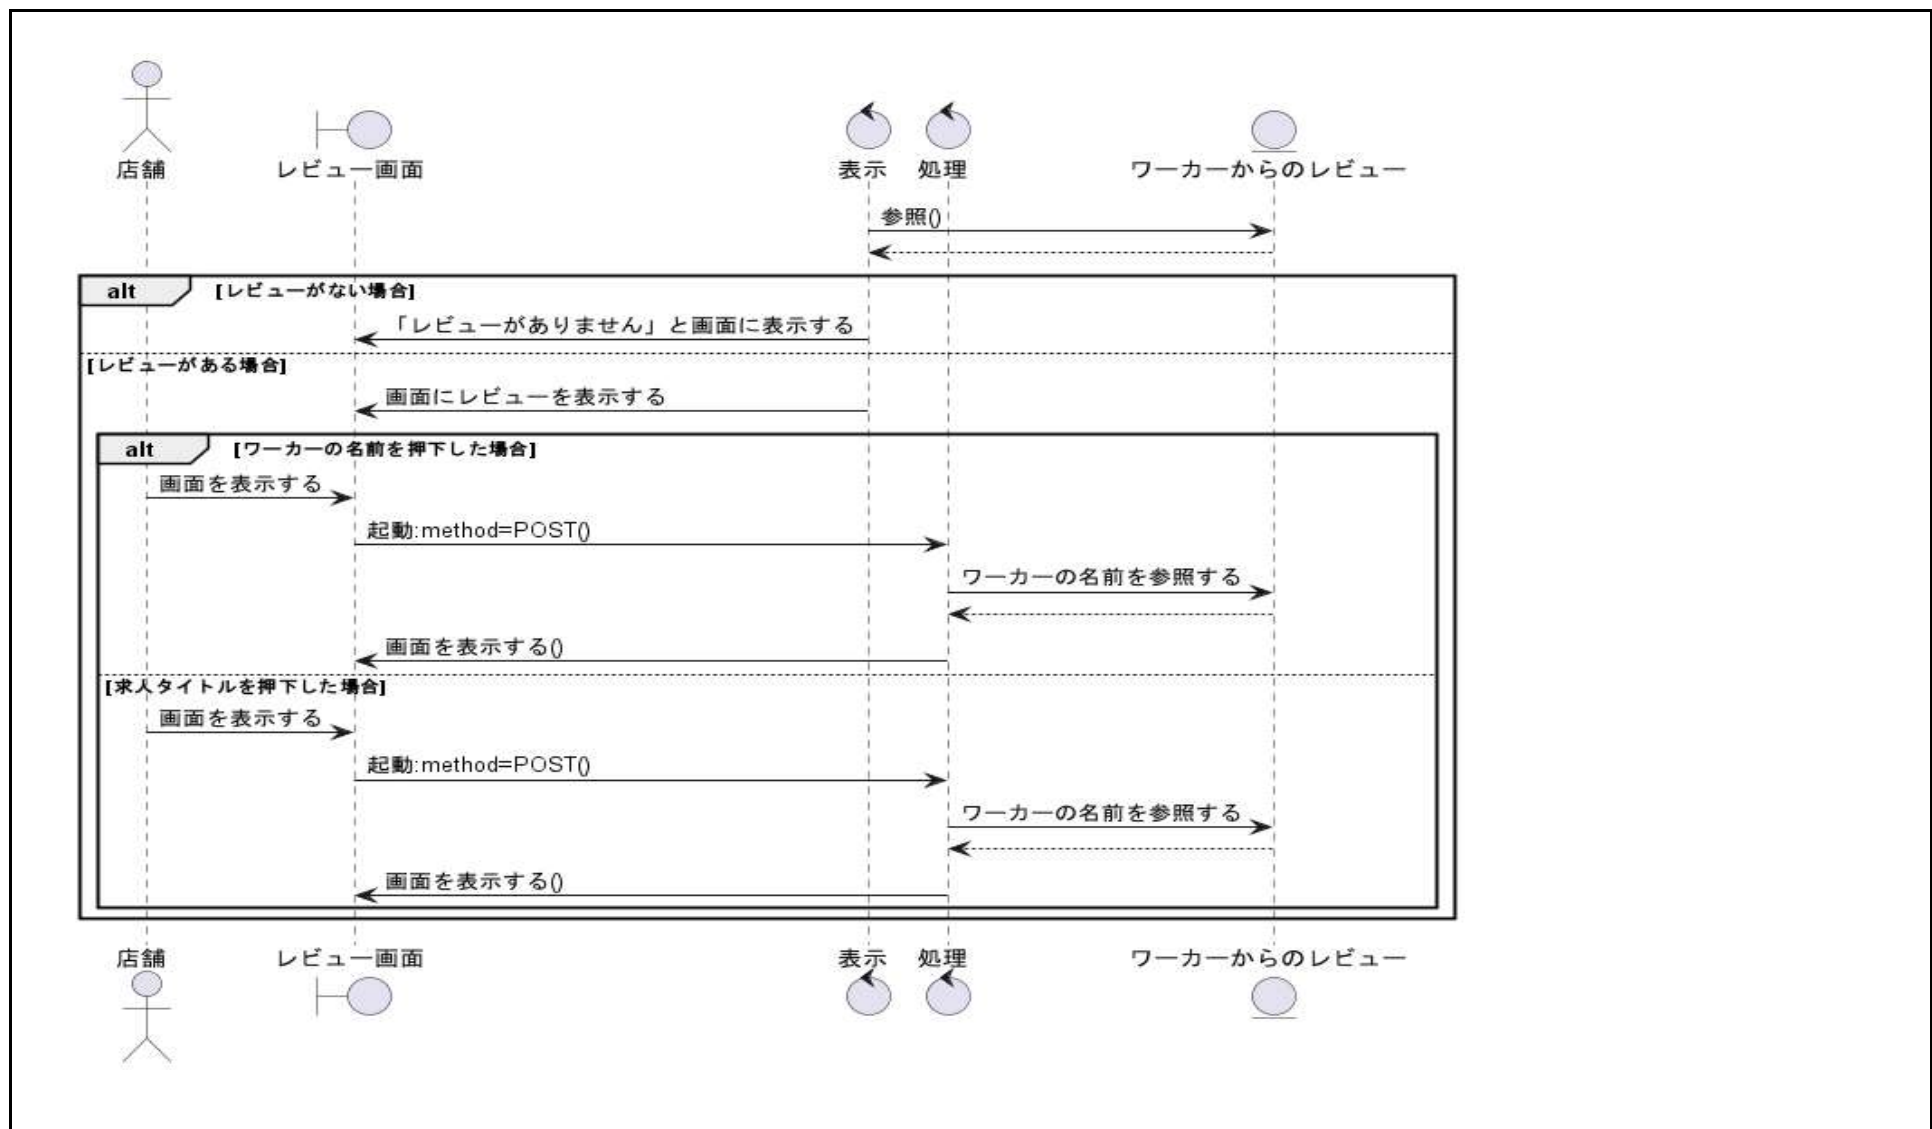 店舗 レビュー画面 表示 処理 ワーカーからのレビュー
参照()
alt [レビューがない場合]
「レビューがありません」と画面に表示する
[レビューがある場合]
画面にレビューを表示する
alt [ワーカーの名前を押下した場合]
画面を表示する
起動:method=POST()
ワーカーの名前を参照する
画面を表示する()
[求人タイトルを押下した場合]
画面を表示する
起動:method=POST()
ワーカーの名前を参照する
画面を表示する()
店舗 レビュー画面 表示 処理 ワーカーからのレビュー